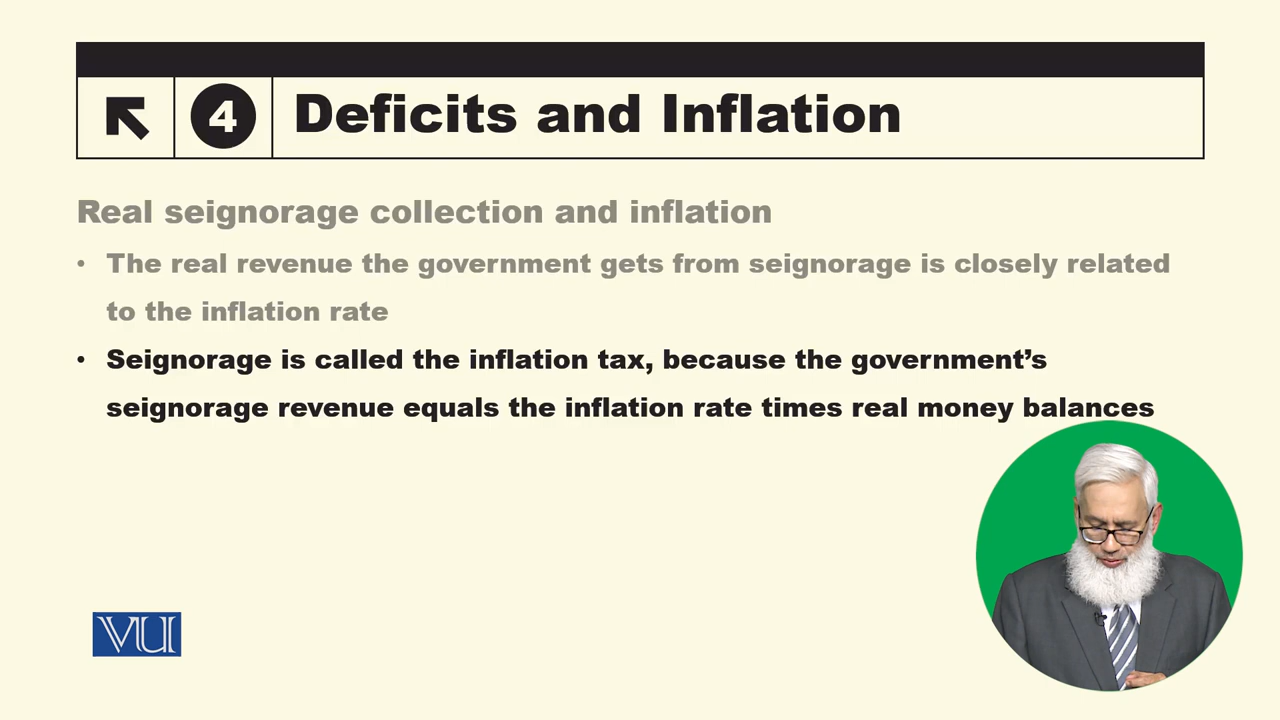 4 Deficits and Inflation
Real seignorage collection and inflation
• The real revenue the government gets from seignorage is closely related
to the inflation rate
• Seignorage is called the inflation tax, because the government’s
seignorage revenue equals the inflation rate times real money balances
VU